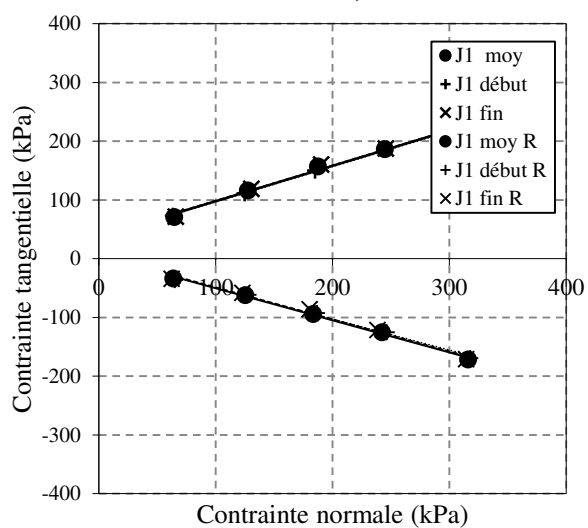 400
300
200
100
0
-100
-200
-300
-400
0 100 200 300 400
Contrainte tangentielle (kPa)
Contrainte normale (kPa)
J1 moy
J1 début
J1 fin
J1 moy R
J1 début R
J1 fin R